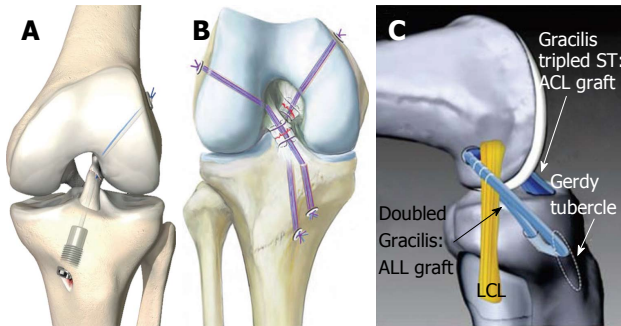 A
B
C
Gracilis
tripled ST:
ACL graft
Gerdy
tubercle
Doubled
Gracilis:
ALL graft
LCL